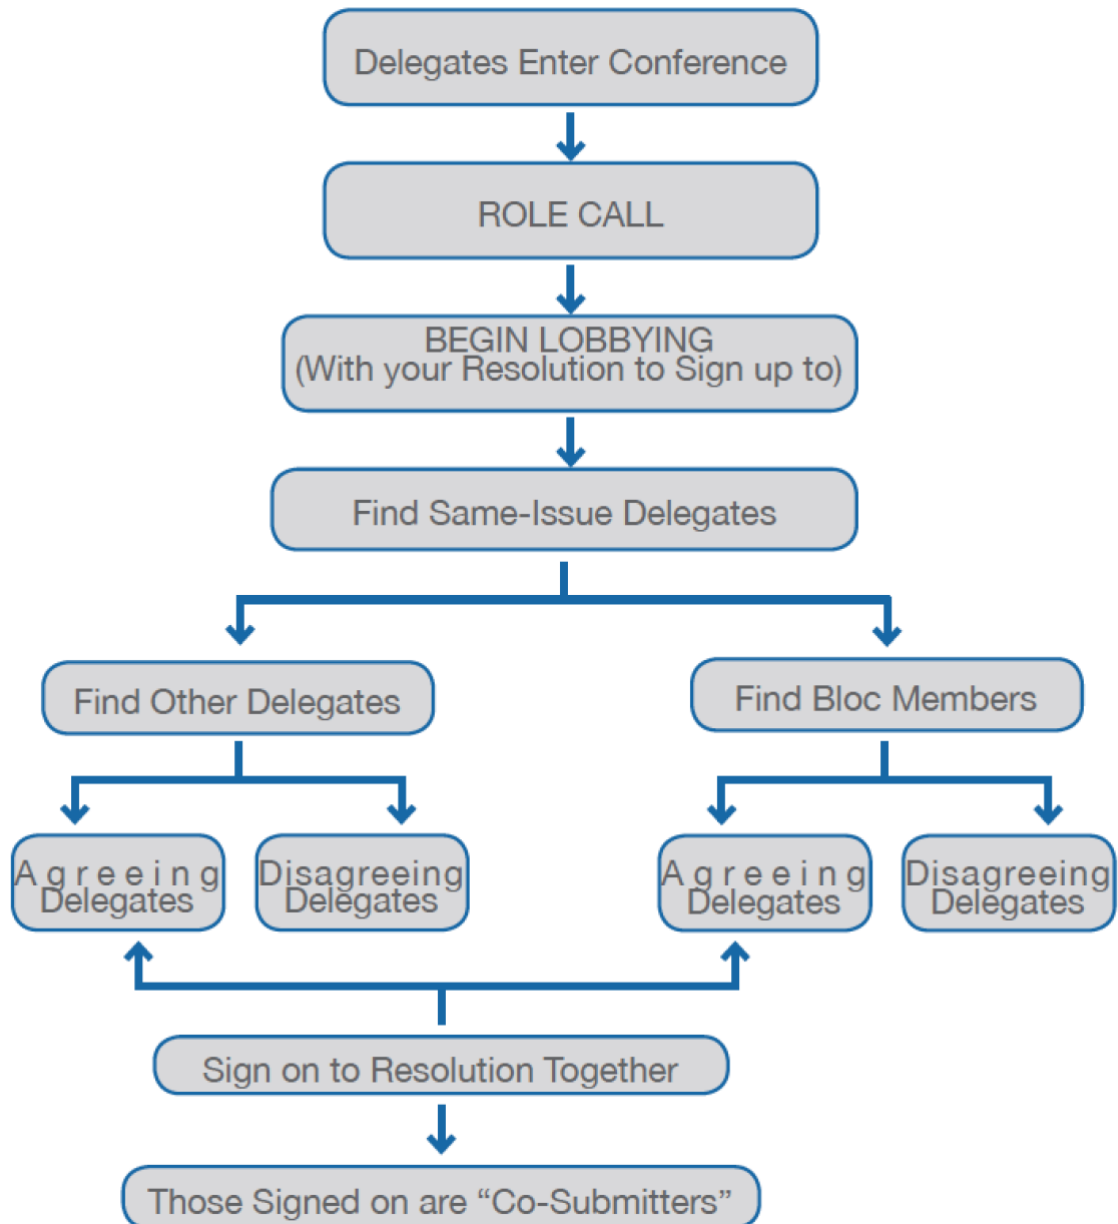 Delegates Enter Conference
ROLE CALL
BEGIN LOBBYING
(With your Resolution to Sign up to)
Find Same-Issue Delegates
Find Other Delegates
Find Bloc Members
Agreeing
Delegates
Disagreeing
Delegates
Agreeing
Delegates
Disagreeing
Delegates
Sign on to Resolution Together
Those Signed on are “Co-Submitters”